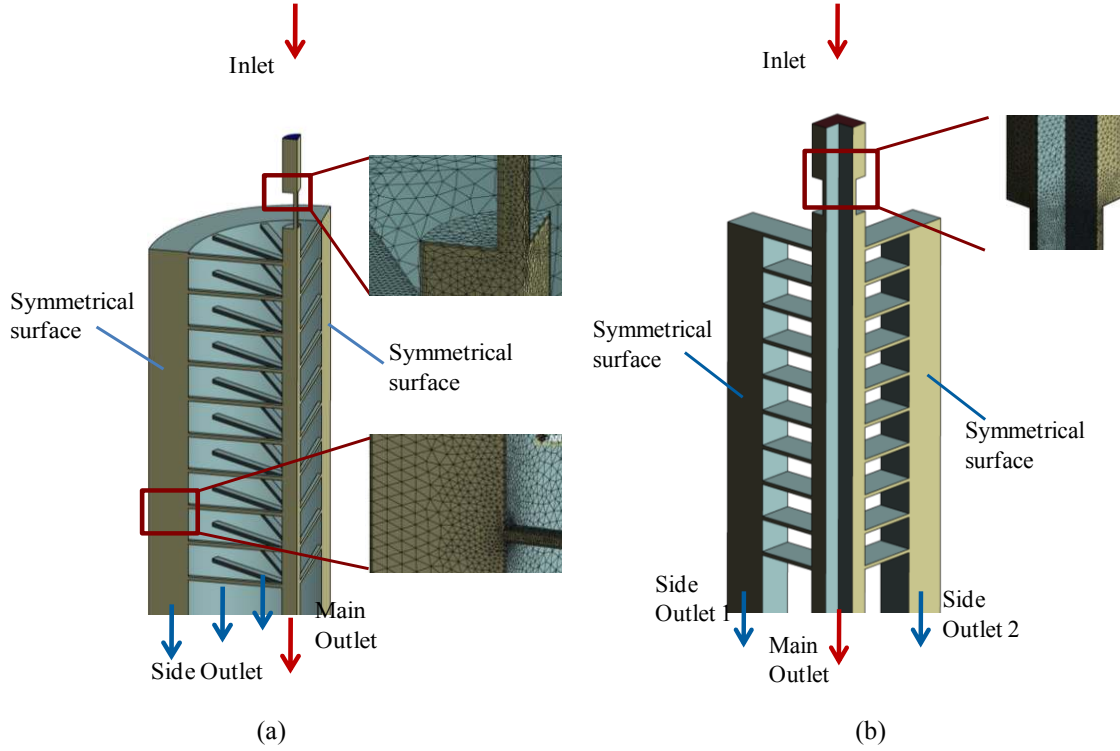 Inlet
Symmetrical
surface
Symmetrical
surface
Main
Outlet
Side Outlet
(a)
Inlet
Symmetrical
surface
Symmetrical
surface
Side
Outlet 1
Main
Outlet
Side
Outlet 2
(b)